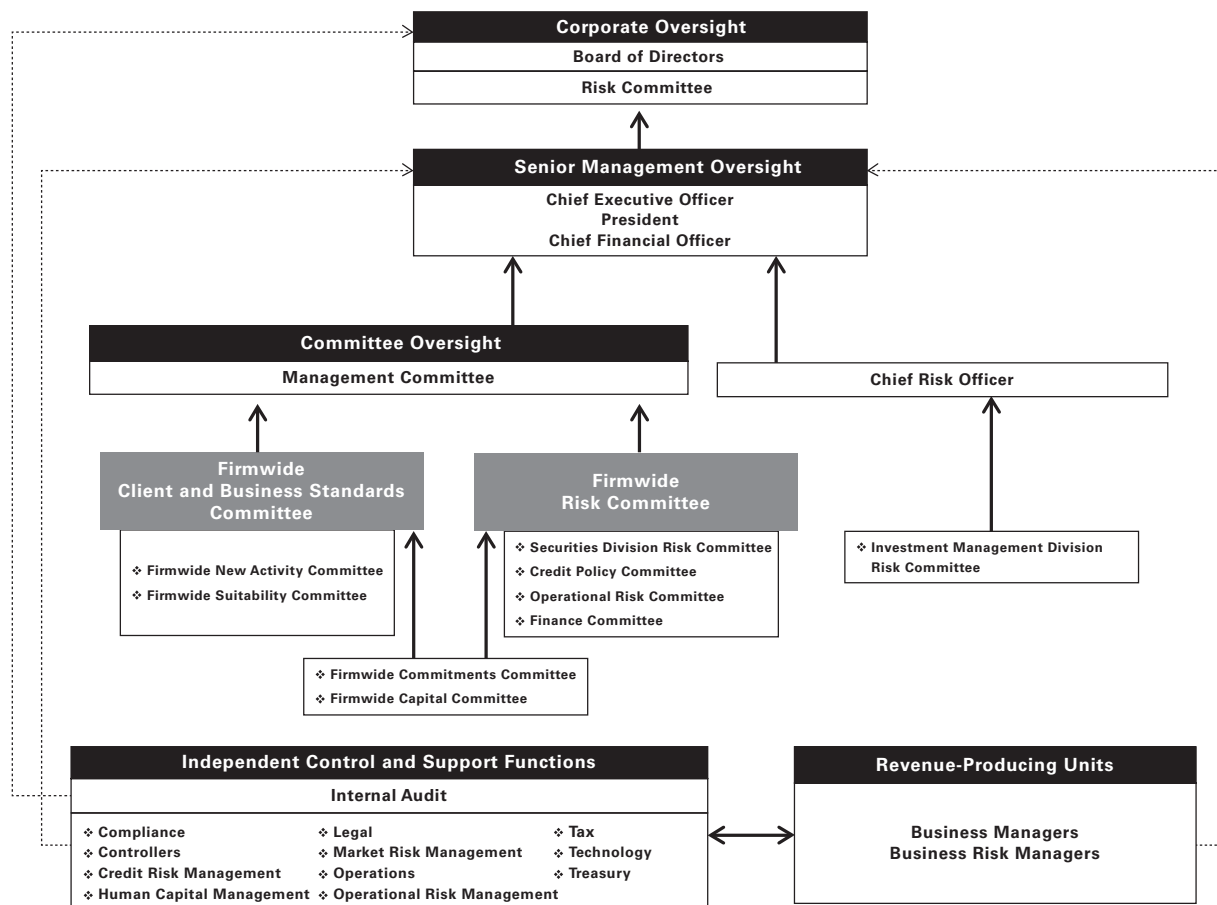 Corporate Oversight
Board of Directors
Risk Committee
Senior Management Oversight
Chief Executive Officer
President
Chief Financial Officer
Committee Oversight
Management Committee
Chief Risk Officer
Firmwide
Client and Business Standards
Committee
Firmwide
Risk Committee
❖ Firmwide New Activity Committee
❖ Firmwide Suitability Committee
❖ Securities Division Risk Committee
❖ Credit Policy Committee
❖ Operational Risk Committee
❖ Finance Committee
❖ Investment Management Division
Risk Committee
❖ Firmwide Commitments Committee
❖ Firmwide Capital Committee
Independent Control and Support Functions
Internal Audit
❖ Compliance
❖ Controllers
❖ Credit Risk Management
❖ Human Capital Management
❖ Legal
❖ Market Risk Management
❖ Operations
❖ Operational Risk Management
❖ Tax
❖ Technology
❖ Treasury
Revenue-Producing Units
Business Managers
Business Risk Managers